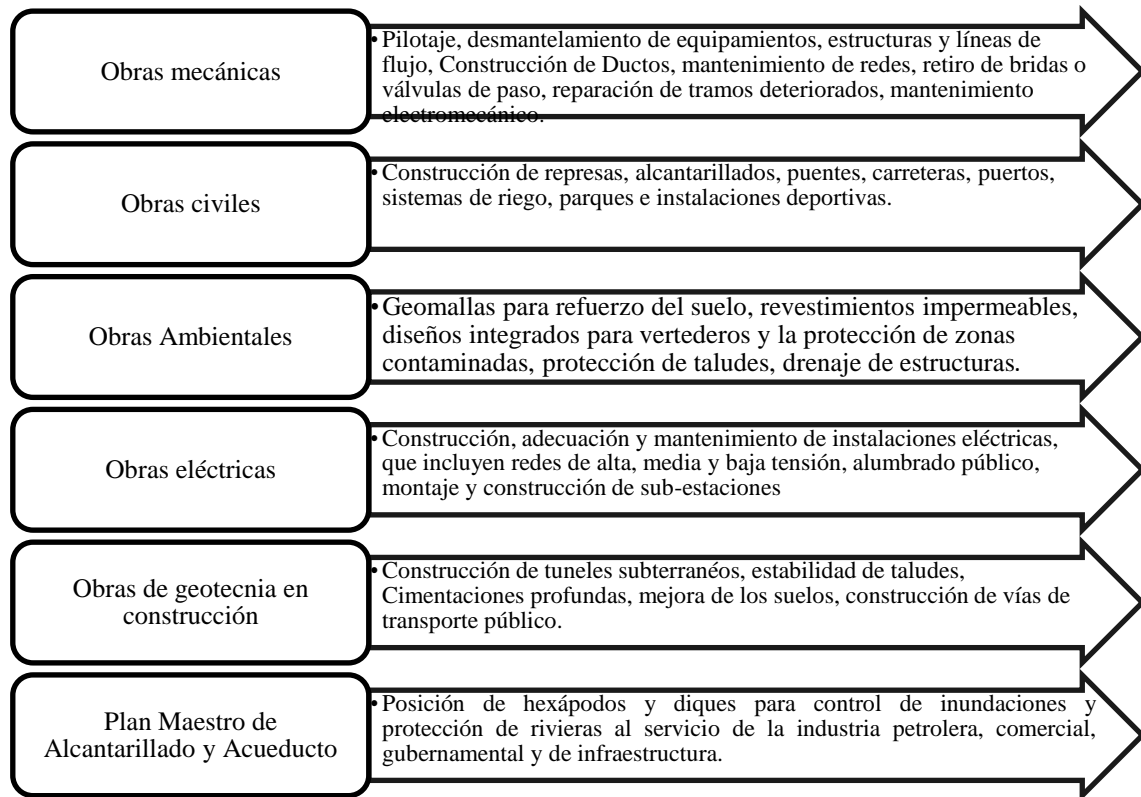 Obras mecánicas
• Pilotaje, desmantelamiento de equipamientos, estructuras y líneas de
flujo, Construcción de Ductos, mantenimiento de redes, retiro de bridas o
válvulas de paso, reparación de tramos deteriorados, mantenimiento
electromecánico.
Obras civiles
• Construcción de represas, alcantarillados, puentes, carreteras, puertos,
sistemas de riego, parques e instalaciones deportivas.
Obras Ambientales
• Geomallas para refuerzo del suelo, revestimientos impermeables,
diseños integrados para vertederos y la protección de zonas
contaminadas, protección de taludes, drenaje de estructuras.
Obras eléctricas
• Construcción, adecuación y mantenimiento de instalaciones eléctricas,
que incluyen redes de alta, media y baja tensión, alumbrado público,
montaje y construcción de sub-estaciones
Obras de geotecnia en
construcción
• Construcción de tuneles subterranéos, estabilidad de taludes,
Cimentaciones profundas, mejora de los suelos, construcción de vías de
transporte público.
Plan Maestro de
Alcantarillado y Acueducto
• Posición de hexápodos y diques para control de inundaciones y
protección de rivieras al servicio de la industria petrolera, comercial,
gubernamental y de infraestructura.